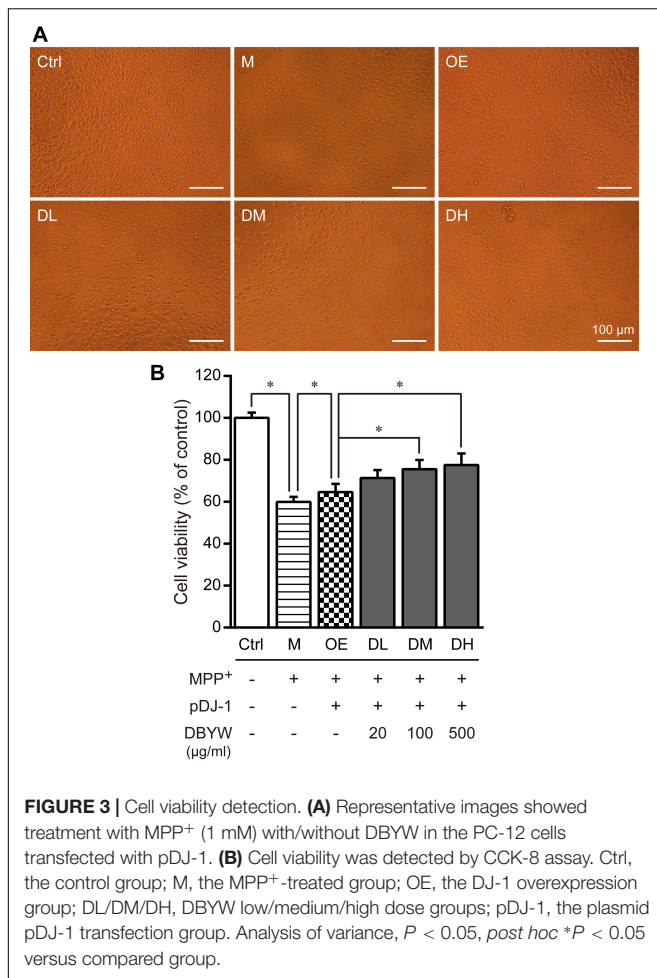 A
Ctrl
M
OE
DL
DM
DH
100 µm
B
Cell viability (% of control)
120
100
80
60
40
20
0
* * *
*
Ctrl M OE DL DM DH
MPP+ - + + + + +
pDJ-1 - - + + + +
DBYW - - - 20 100 500
(µg/ml)
FIGURE 3 | Cell viability detection. (A) Representative images showed
treatment with MPP+ (1 mM) with/without DBYW in the PC-12 cells
transfected with pDJ-1. (B) Cell viability was detected by CCK-8 assay. Ctrl,
the control group; M, the MPP+-treated group; OE, the DJ-1 overexpression
group; DL/DM/DH, DBYW low/medium/high dose groups; pDJ-1, the plasmid
pDJ-1 transfection group. Analysis of variance, P < 0.05, post hoc *P < 0.05
versus compared group.